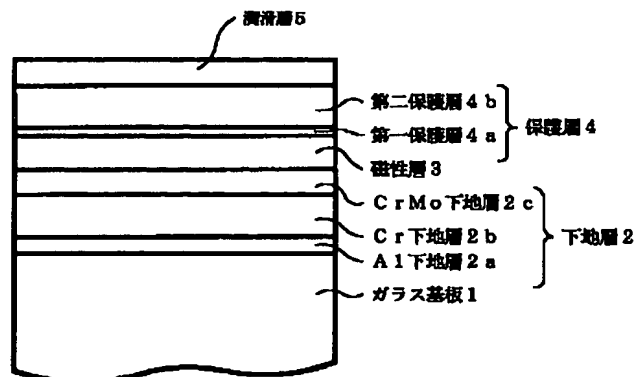 潤滑層5
第二保護層4b
第一保護層4a
保護層4
磁性層3
CrMo下地層2c
Cr下地層2b
Al下地層2a
下地層2
ガラス基板1